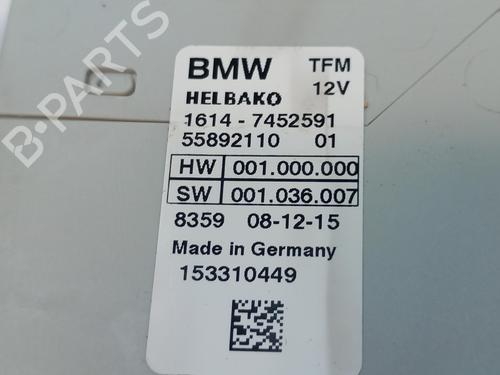 B-PARTS
BMW TFM
12V
HELBAKO
1614 - 7452591
55892110 01
HW 001.000.000
SW 001.036.007
8359 08-12-15
Made in Germany
153310449
B-PARTS